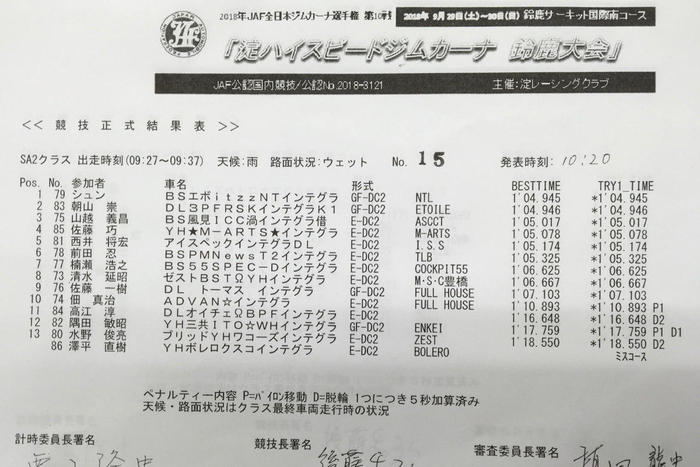 2018年JAF全日本ジムカーナ選手権 第10戦
2018年 9月29日(土)~30日(日) 鈴鹿サーキット国際南コース
「淀ハイスピードジムカーナ 鈴鹿大会」
JAF公認国内競技/公認No.2018-3121 主催:淀レーシングクラブ
<< 競技正式結果表 >>
SA2クラス 出走時刻(09:27~09:37) 天候:雨 路面状況:ウェット No. 15 発表時刻: 10:20
Pos. No. 参加者 車名 形式 BESTTIME TRY1_TIME
1 79 シュン BSエボitzzNTインテグラ GF-DC2 NTL 1'04.945 *1'04.945
2 83 朝山 崇 DL3PFRSKインテグラK1 GF-DC2 ETOILE 1'04.946 *1'04.946
3 75 山越 義昌 BS風見ICC渦インテグラ借 E-DC2 ASCCT 1'05.017 *1'05.017
4 85 佐藤 巧 YH★M-ARTS★インテグラ E-DC2 M-ARTS 1'05.078 *1'05.078
5 81 西井 将宏 アイスペックインテグラDL E-DC2 I.S.S 1'05.174 *1'05.174
6 78 前田 忍 BSPMNewsT2インテグラ E-DC2 TLB 1'05.325 *1'05.325
7 77 楠瀬 浩之 BS55SPEC-Dインテグラ E-DC2 COCKPIT55 1'06.625 *1'06.625
8 73 清水 延昭 ゼストBSTΩYHインテグラ E-DC2 M・S・C豊橋 1'06.667 *1'06.667
9 76 佐藤 一樹 DL トーマス インテグラ GF-DC2 FULL HOUSE 1'07.103 *1'07.103
10 74 佃 真治 ADVAN☆インテグラ E-DC2 FULL HOUSE 1'10.893 *1'10.893 P1
11 84 高江 淳 DLオイチェΩBPFインテグラ E-DC2 1'16.648 *1'16.648 D2
12 82 隅田 敏昭 YH三共ITO☆WHインテグラ GF-DC2 ENKEI 1'17.759 *1'17.759 P1 D1
13 80 水野 俊亮 ブリッドYHワコーズインテグラ E-DC2 ZEST 1'18.550 *1'18.550 D2
86 澤平 直樹 YHボレロクスコインテグラ E-DC2 BOLERO ミスコース
ペナルティー内容 P=パイロン移動 D=脱輪 1つにつき5秒加算済み
天候・路面状況はクラス最終車両走行時の状況
計時委員長署名 競技長署名 審査委員長署名